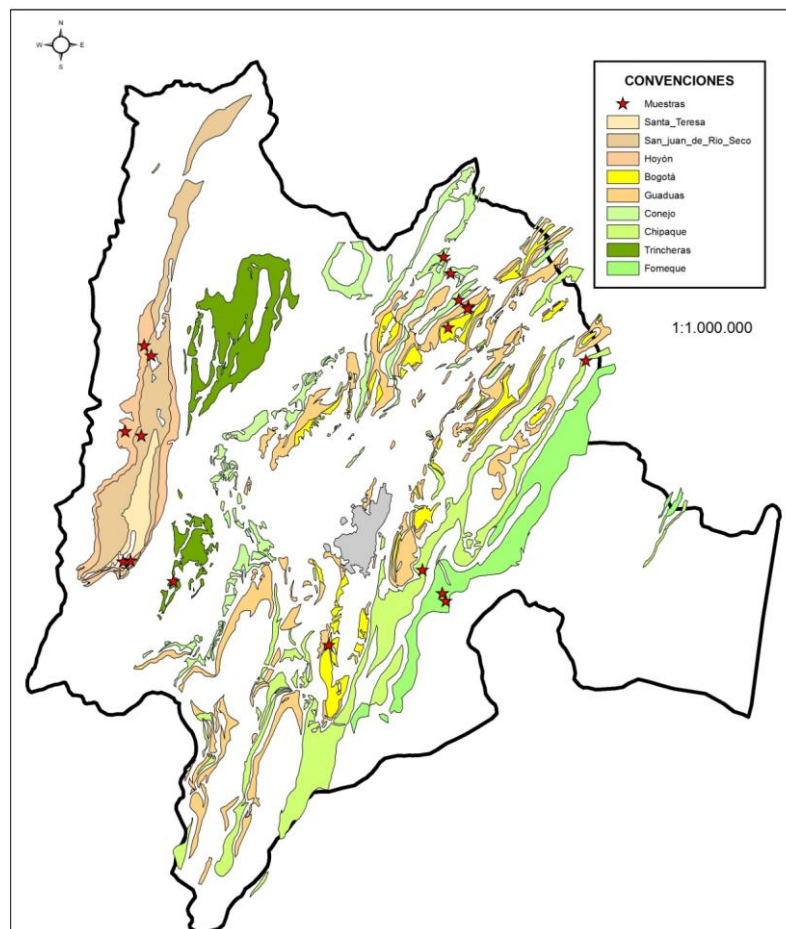 N
W E
S
CONVENCIONES
Muestras
Santa_Teresa
San_juan_de_Rio_Seco
Hoyón
Bogotá
Guaduas
Conejo
Chipaque
Trincheras
Fomeque
1:1.000.000